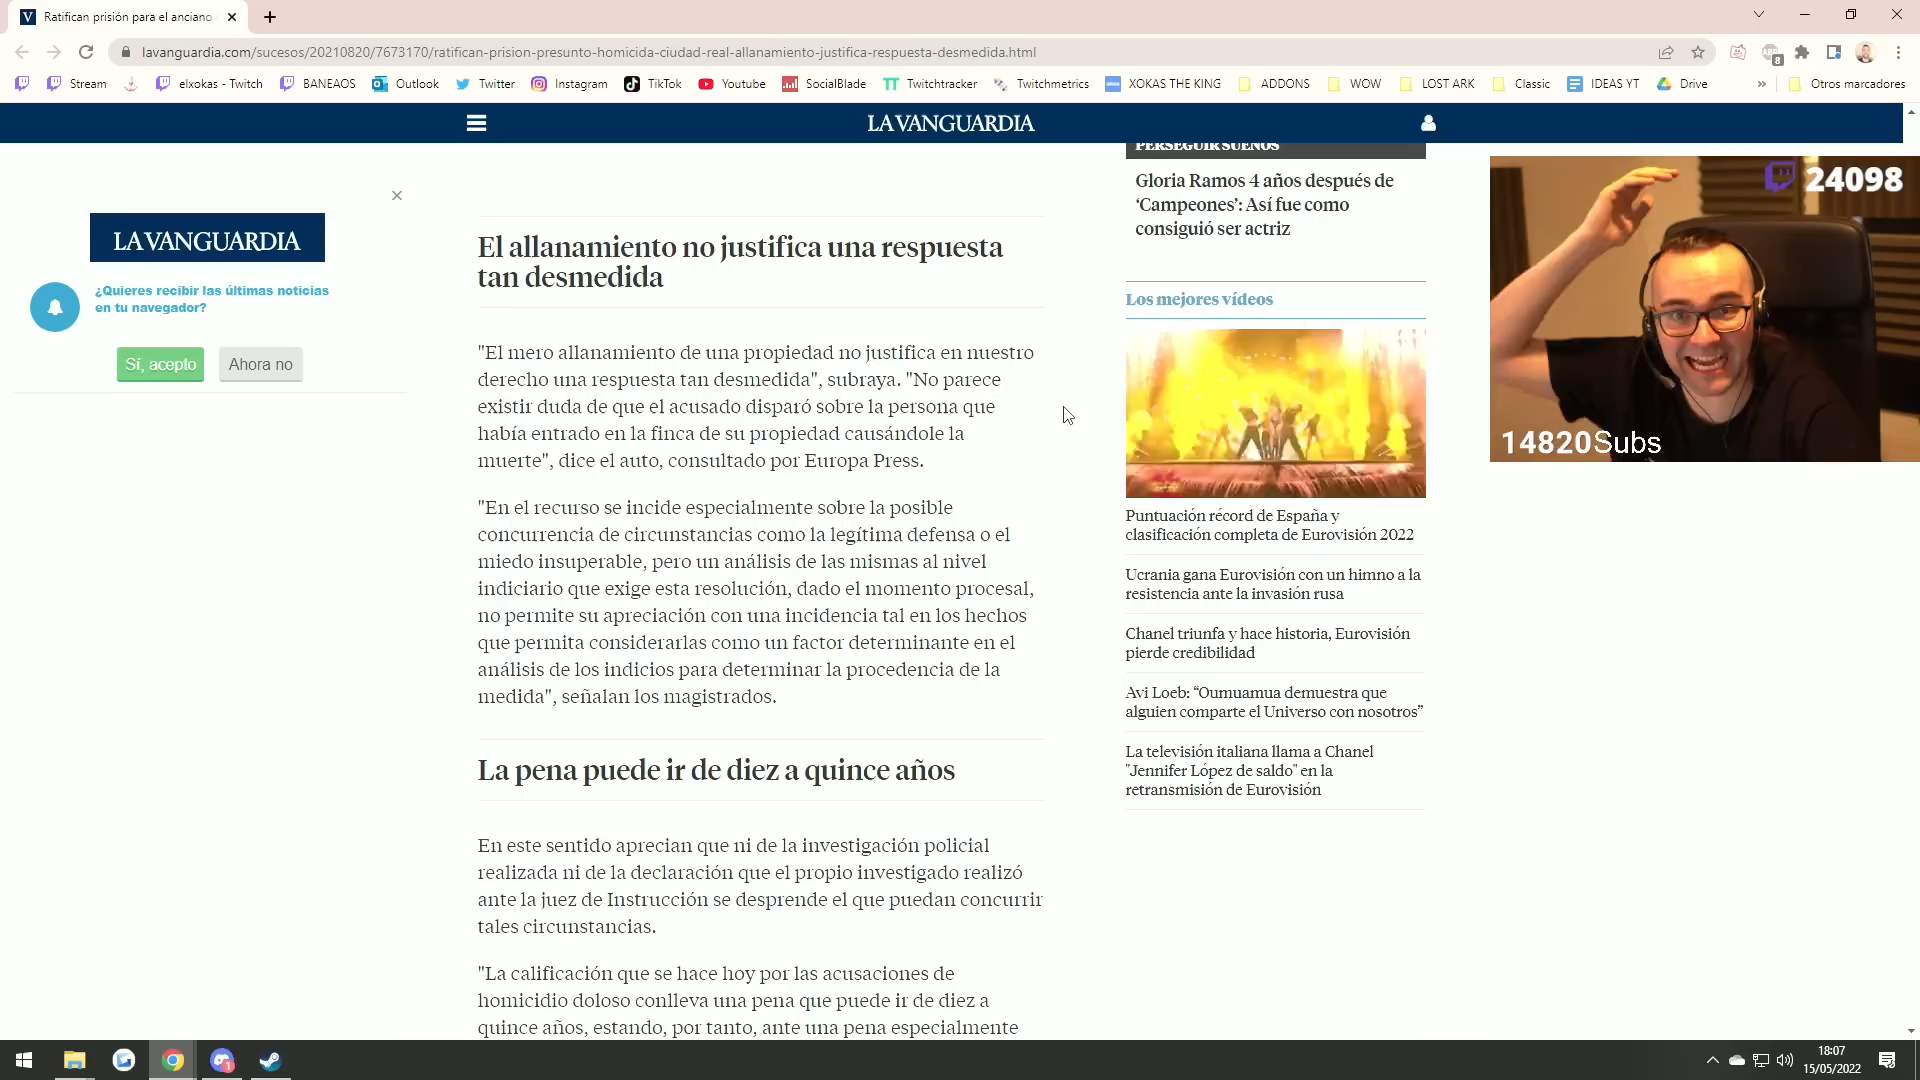 Ratifican prisión para el anciano
lavanguardia.com/sucesos/20210820/7673170/ratifican-prision-presunto-homicida-ciudad-real-allanamiento-justifica-respuesta-desmedida.html
8
Stream
elxokas - Twitch
BANEAOS
Outlook
Twitter
Instagram
TikTok
Youtube
SocialBlade
Twitchtracker
Twitchmetrics
XOKAS THE KING
ADDONS
WOW
LOST ARK
Classic
IDEAS YT
Drive
»
Otros marcadores
LA VANGUARDIA
LA VANGUARDIA
¿Quieres recibir las últimas noticias
en tu navegador?
Sí, acepto
Ahora no
El allanamiento no justifica una respuesta
tan desmedida
"El mero allanamiento de una propiedad no justifica en nuestro
derecho una respuesta tan desmedida", subraya. "No parece
existir duda de que el acusado disparó sobre la persona que
había entrado en la finca de su propiedad causándole la
muerte", dice el auto, consultado por Europa Press.
"En el recurso se incide especialmente sobre la posible
concurrencia de circunstancias como la legítima defensa o el
miedo insuperable, pero un análisis de las mismas al nivel
indiciario que exige esta resolución, dado el momento procesal,
no permite su apreciación con una incidencia tal en los hechos
que permita considerarlas como un factor determinante en el
análisis de los indicios para determinar la procedencia de la
medida", señalan los magistrados.
La pena puede ir de diez a quince años
En este sentido aprecian que ni de la investigación policial
realizada ni de la declaración que el propio investigado realizó
ante la juez de Instrucción se desprende el que puedan concurrir
tales circunstancias.
"La calificación que se hace hoy por las acusaciones de
homicidio doloso conlleva una pena que puede ir de diez a
quince años, estando, por tanto, ante una pena especialmente
PERSEGUIR SUEÑOS
Gloria Ramos 4 años después de
‘Campeones’: Así fue como
consiguió ser actriz
Los mejores vídeos
Puntuación récord de España y
clasificación completa de Eurovisión 2022
Ucrania gana Eurovisión con un himno a la
resistencia ante la invasión rusa
Chanel triunfa y hace historia, Eurovisión
pierde credibilidad
Avi Loeb: “Oumuamua demuestra que
alguien comparte el Universo con nosotros”
La televisión italiana llama a Chanel
"Jennifer López de saldo" en la
retransmisión de Eurovisión
24098
14820Subs
1
18:07
15/05/2022